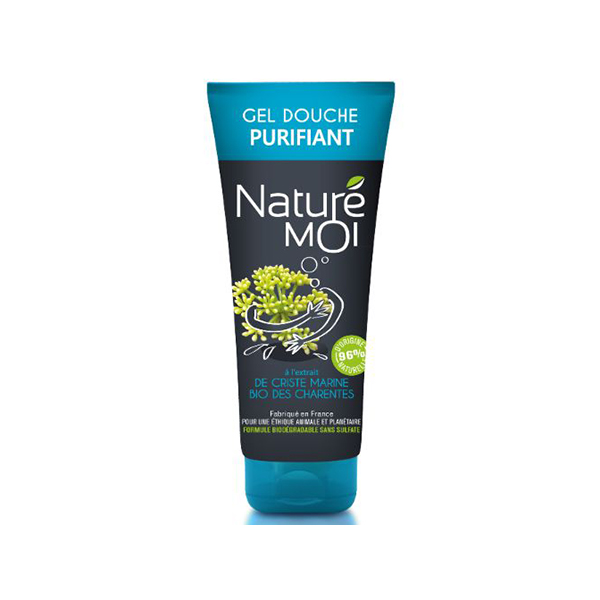 GEL DOUCHE
PURIFIANT
Naturé
MOI
D'ORIGINE
96%
NATURELLE
à l'extrait
DE CRISTE MARINE
BIO DES CHARENTES
Fabriqué en France
POUR UNE ÉTHIQUE ANIMALE ET PLANÉTAIRE
FORMULE BIODÉGRADABLE SANS SULFATE